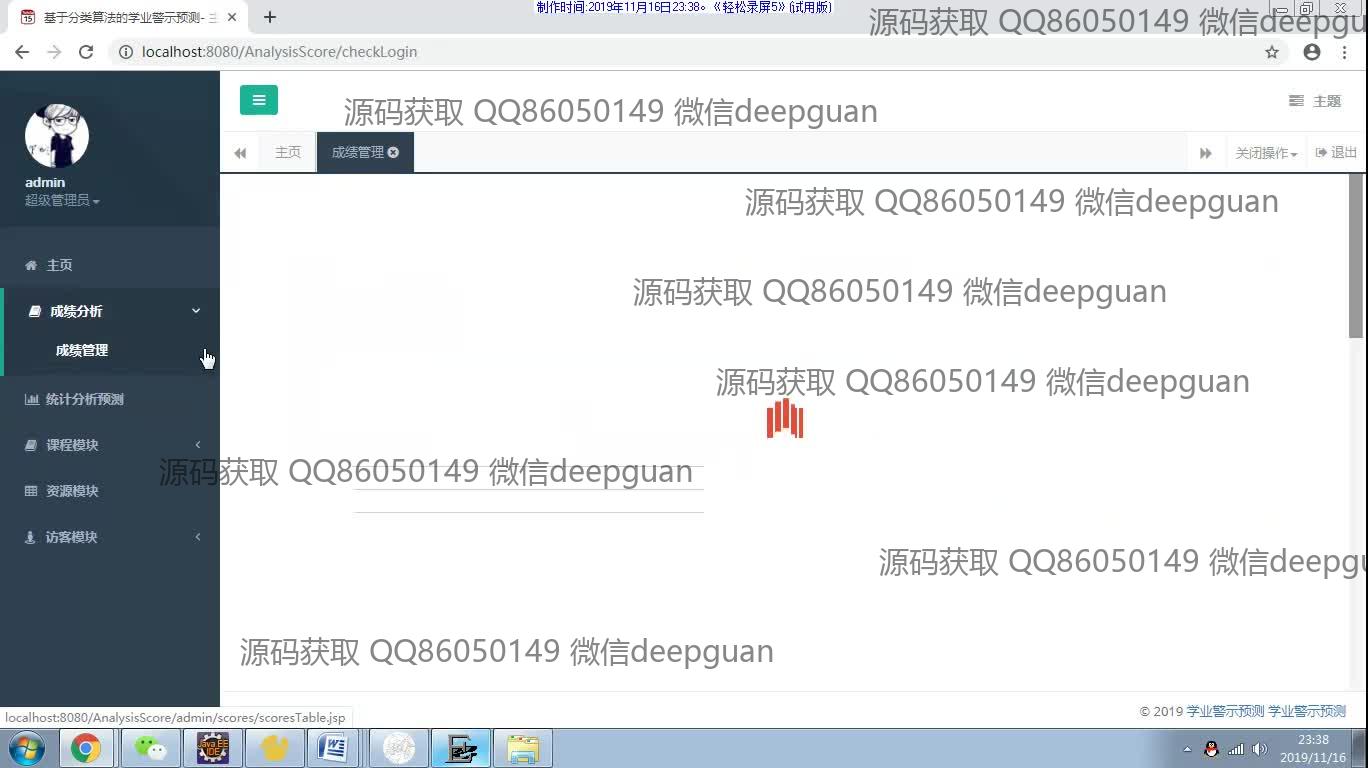 制作时间:2019年11月16日23:38。《轻松录屏5》(试用版)
基于分类算法的学业警示预测-
源码获取 QQ86050149 微信deepgu
localhost:8080/AnalysisScore/checkLogin
源码获取 QQ86050149 微信deepguan
主题
主页
成绩管理
关闭操作
退出
admin
超级管理员
源码获取 QQ86050149 微信deepguan
主页
源码获取 QQ86050149 微信deepguan
成绩分析
成绩管理
源码获取 QQ86050149 微信deepguan
统计分析预测
课程模块
源码获取 QQ86050149 微信deepguan
资源模块
访客模块
源码获取 QQ86050149 微信deepgu
源码获取 QQ86050149 微信deepguan
© 2019 学业警示预测 学业警示预测
localhost:8080/AnalysisScore/admin/scores/scoresTable.jsp
Java EE
IDE
23:38
2019/11/16